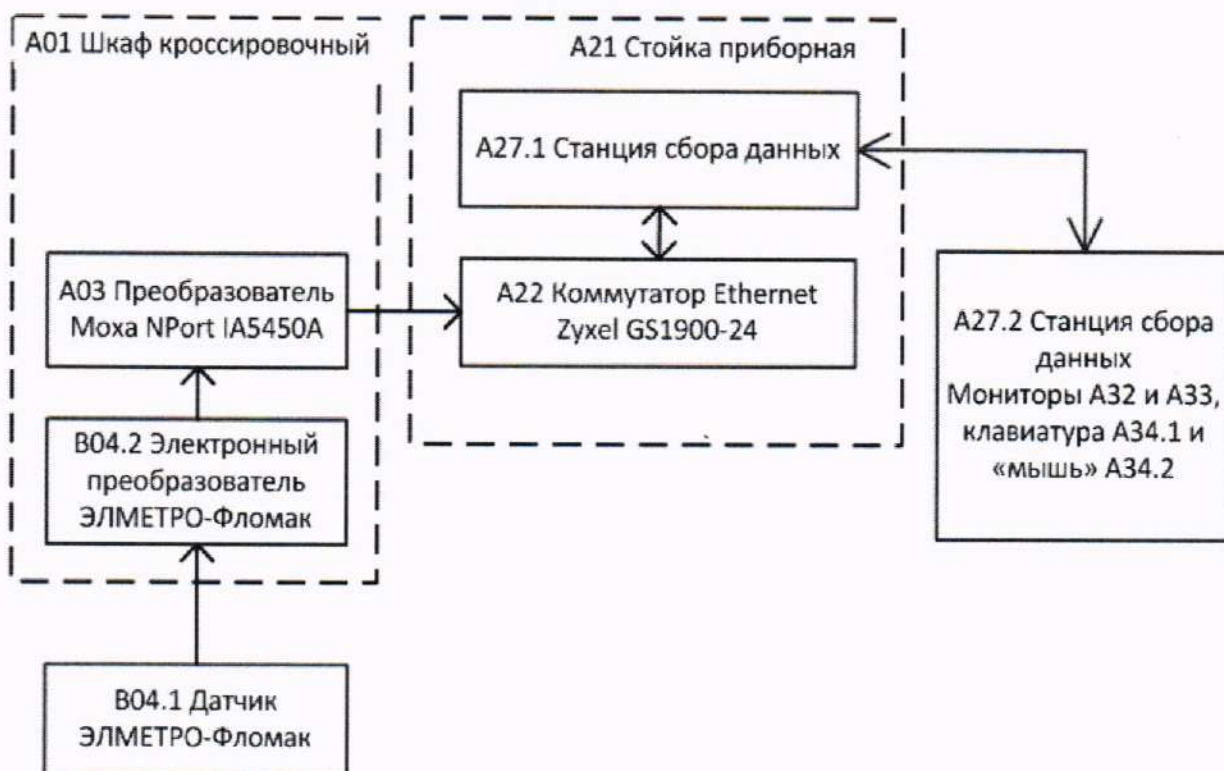 А01 Шкаф кроссировочный
А21 Стойка приборная
А27.1 Станция сбора данных
А03 Преобразователь
Moxa NPort IA5450A
А22 Коммутатор Ethernet
Zyxel GS1900-24
А27.2 Станция сбора
данных
Мониторы А32 и А33,
клавиатура А34.1 и
«мышь» А34.2
В04.2 Электронный
преобразователь
ЭЛМЕТРО-Фломак
В04.1 Датчик
ЭЛМЕТРО-Фломак